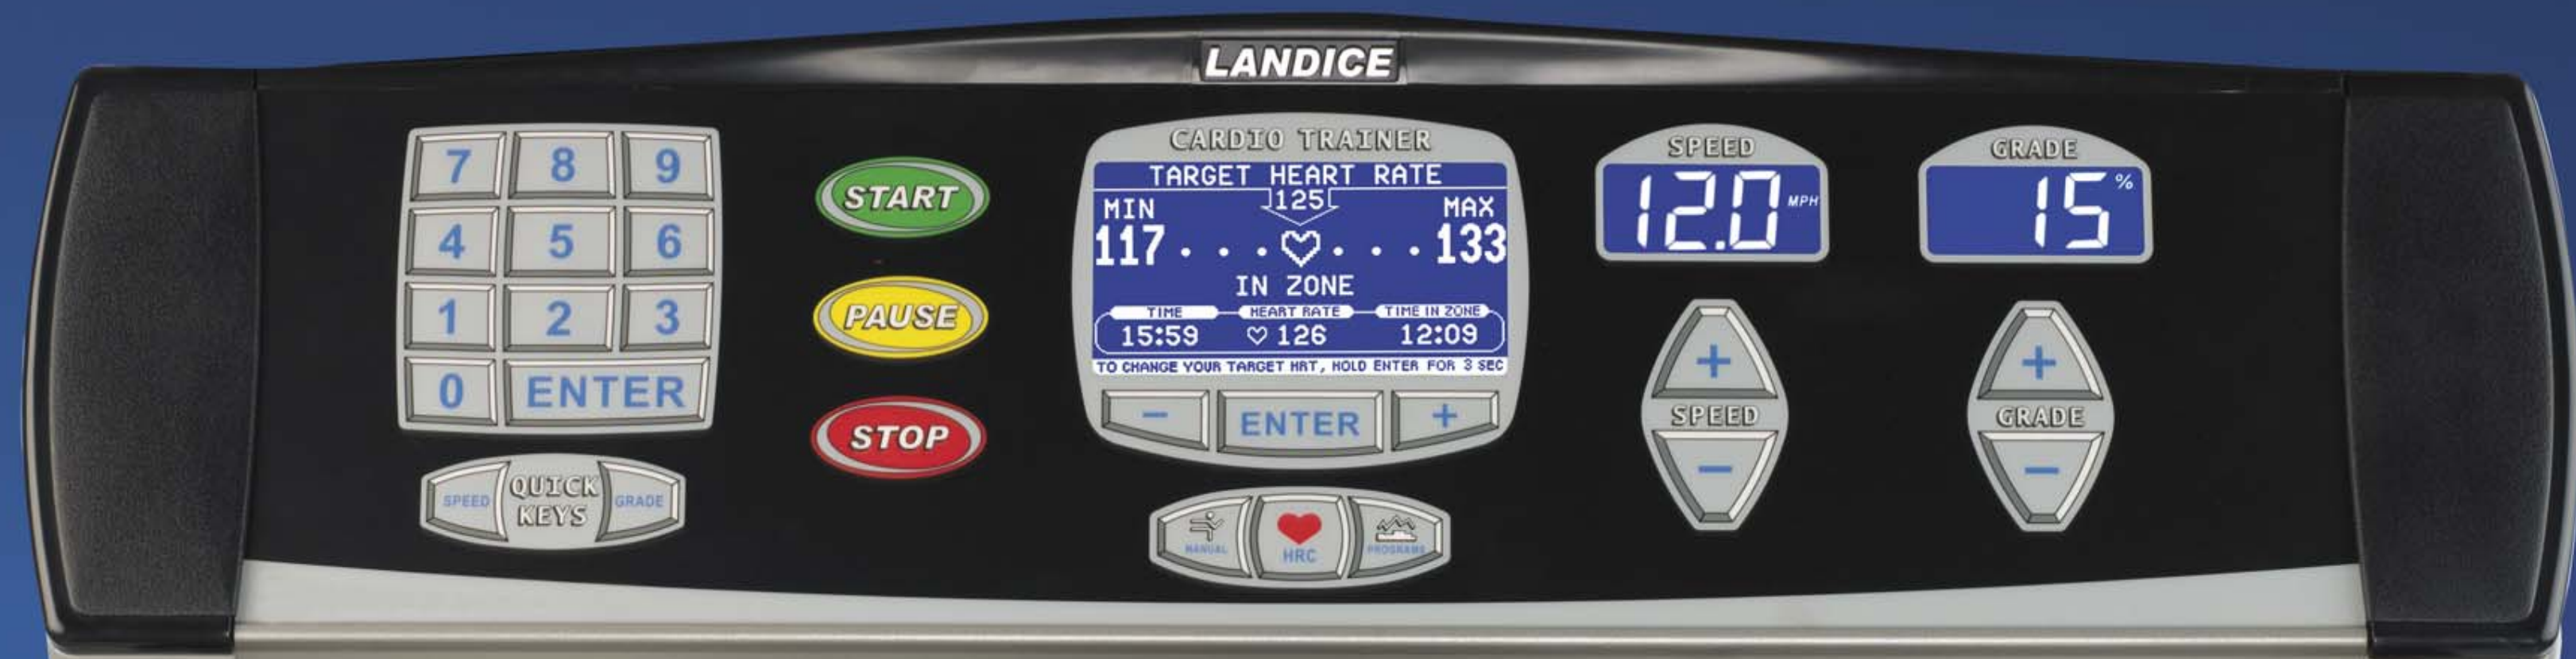 LANDICE
7 8 9
4 5 6
1 2 3
0 ENTER
SPEED QUICK KEYS GRADE
START
PAUSE
STOP
CARDIO TRAINER
TARGET HEART RATE
125
MIN MAX
117 133
IN ZONE
TIME HEART RATE TIME IN ZONE
15:59 126 12:09
TO CHANGE YOUR TARGET HRT, HOLD ENTER FOR 3 SEC
- ENTER +
MANUAL HRC PROGRAMS
SPEED
12.0 MPH
+
SPEED
-
GRADE
15 %
+
GRADE
-